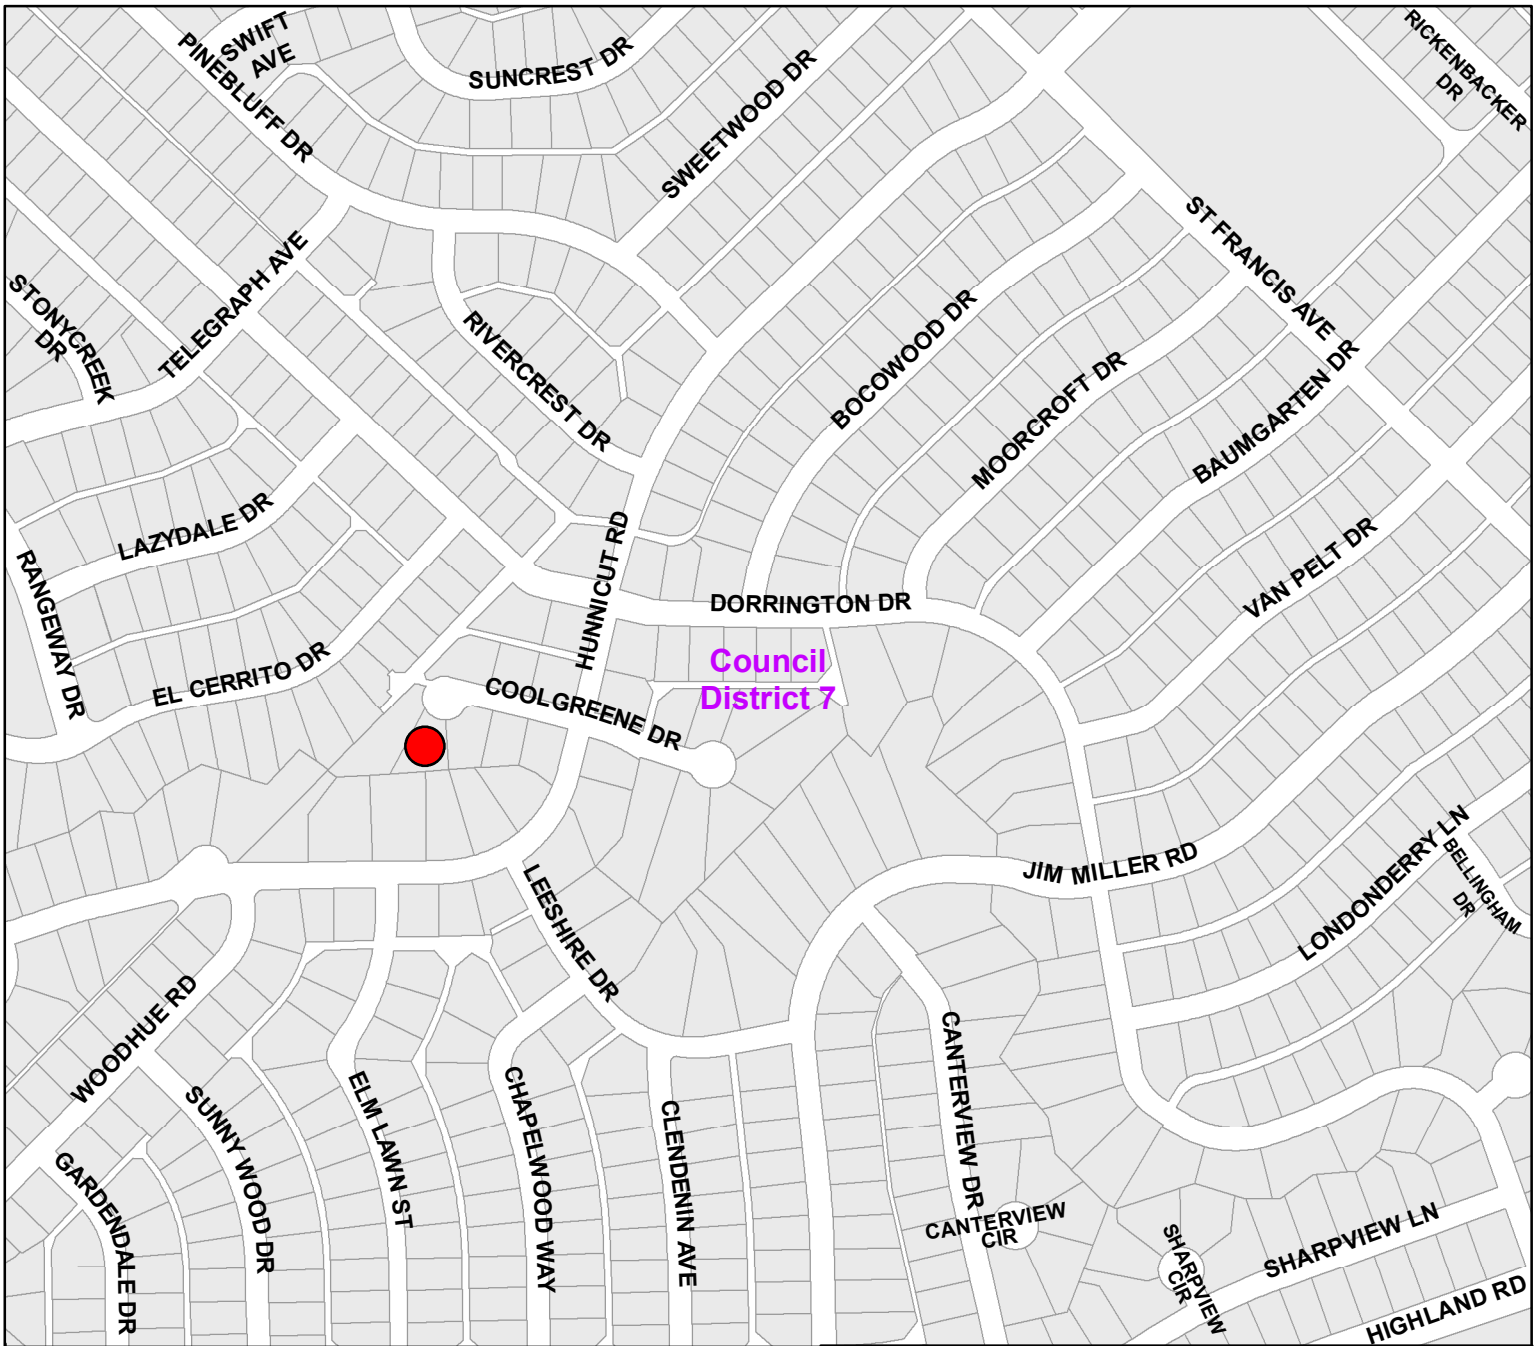 SWIFT
AVE
PINEBLUFF DR
SUNCREST DR
SWEETWOOD DR
RICKENBACKER
DR
ST FRANCIS AVE
STONYCREEK
DR
TELEGRAPH AVE
RIVERCREST DR
BOCOWOOD DR
MOORCROFT DR
BAUMGARTEN DR
LAZYDALE DR
HUNNICUT RD
VAN PELT DR
RANGEWAY DR
DORRINGTON DR
EL CERRITO DR
COOLGREENE DR
Council
District 7
JIM MILLER RD
LONDONDERRY LN
BELLINGHAM
DR
LEESHIRE DR
WOODHUE RD
SUNNY WOOD DR
ELM LAWN ST
CHAPELWOOD WAY
CLENDENIN AVE
CANTERVIEW DR
GARDENDALE DR
CANTERVIEW
CIR
SHARPVIEW
CIR
SHARPVIEW LN
HIGHLAND RD